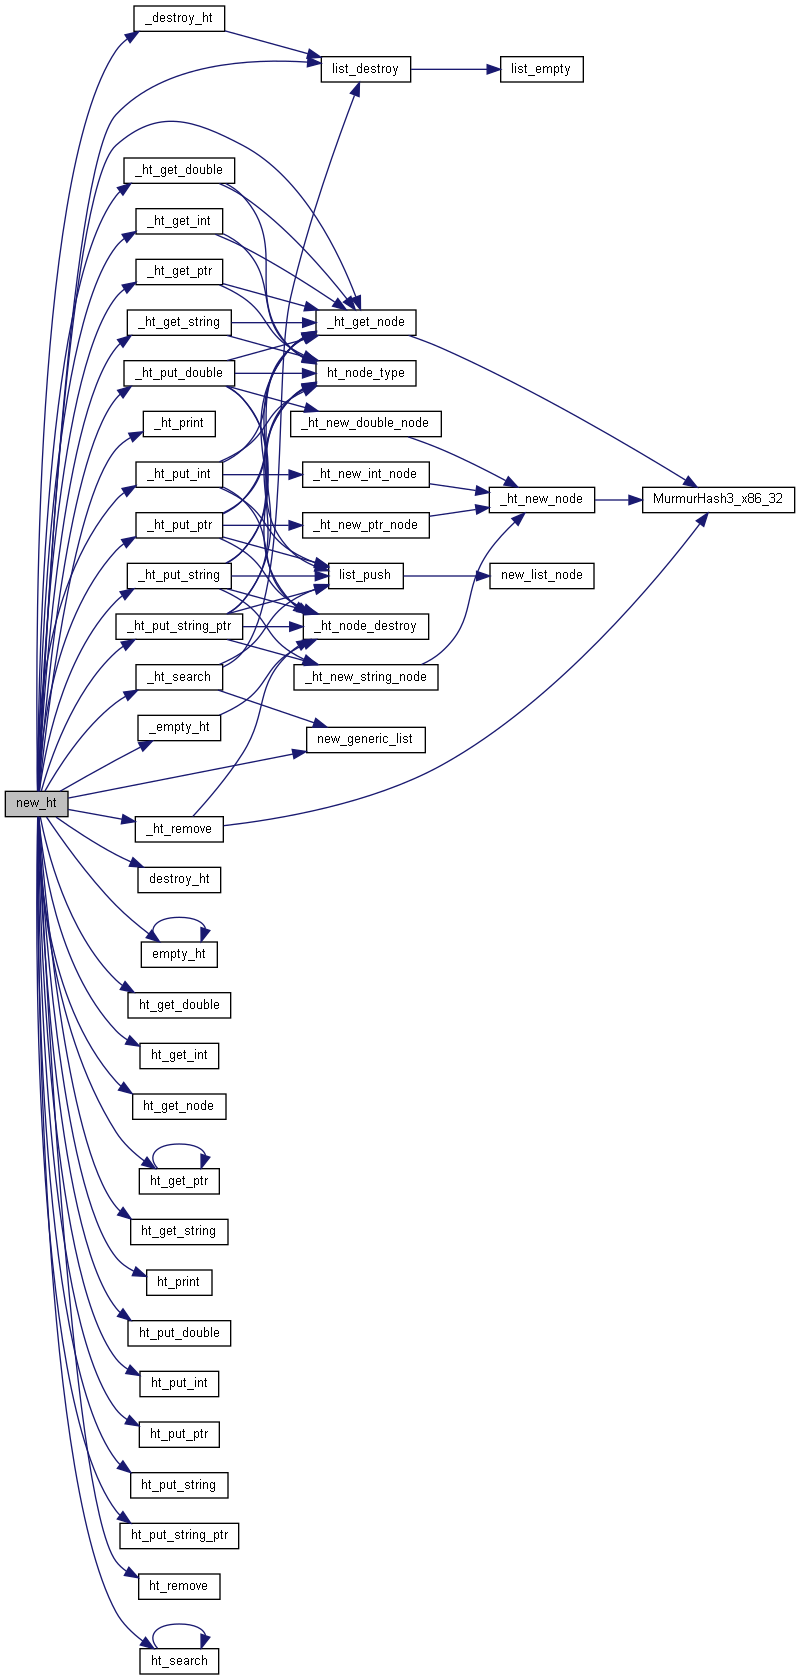 _destroy_ht
list_destroy
list_empty
_ht_get_double
_ht_get_int
_ht_get_ptr
_ht_get_string
_ht_get_node
_ht_put_double
ht_node_type
_ht_print
_ht_new_double_node
_ht_put_int
_ht_new_int_node
_ht_new_node
MurmurHash3_x86_32
_ht_put_ptr
_ht_new_ptr_node
_ht_put_string
list_push
new_list_node
_ht_put_string_ptr
_ht_node_destroy
_ht_search
_ht_new_string_node
_empty_ht
new_generic_list
new_ht
_ht_remove
destroy_ht
empty_ht
ht_get_double
ht_get_int
ht_get_node
ht_get_ptr
ht_get_string
ht_print
ht_put_double
ht_put_int
ht_put_ptr
ht_put_string
ht_put_string_ptr
ht_remove
ht_search